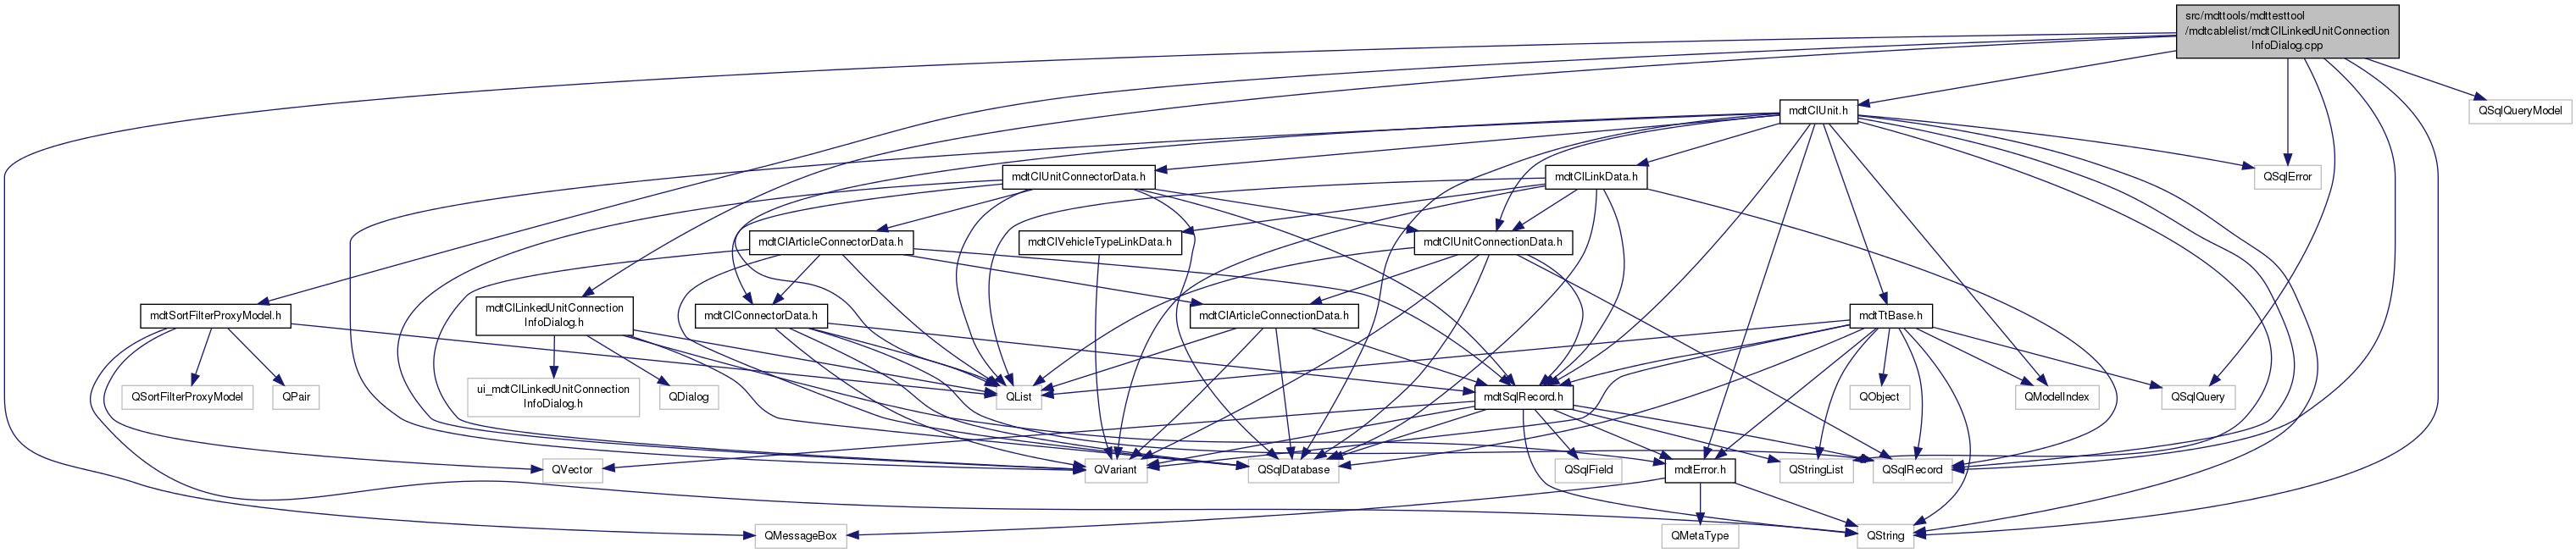 src/mdttools/mdttesttool
/mdtcablelist/mdtClLinkedUnitConnection
InfoDialog.cpp
mdtClUnit.h
QSqlQueryModel
mdtClUnitConnectorData.h
mdtClLinkData.h
QSqlError
mdtClArticleConnectorData.h
mdtClVehicleTypeLinkData.h
mdtClUnitConnectionData.h
mdtSortFilterProxyModel.h
mdtClLinkedUnitConnection
InfoDialog.h
mdtClConnectorData.h
mdtClArticleConnectionData.h
mdtTtBase.h
QSortFilterProxyModel
QPair
ui_mdtClLinkedUnitConnection
InfoDialog.h
QDialog
QList
mdtSqlRecord.h
QObject
QModelIndex
QSqlQuery
QVector
QVariant
QSqlDatabase
QSqlField
mdtError.h
QStringList
QSqlRecord
QMessageBox
QMetaType
QString